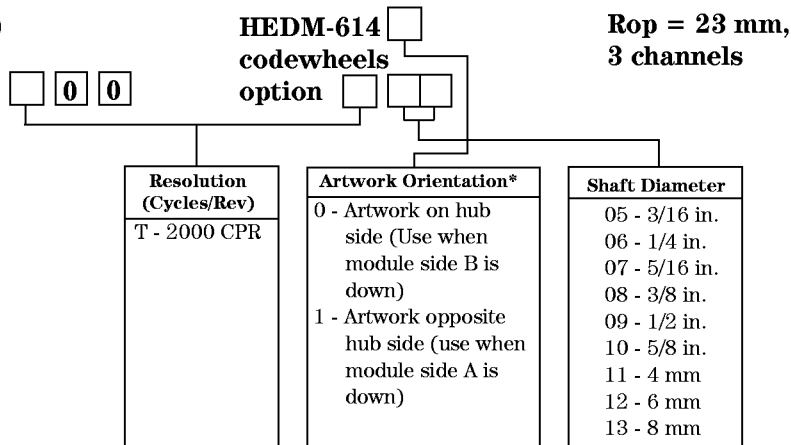 HEDM-614
codewheels
option
Rop = 23 mm,
3 channels
0 0
Resolution
(Cycles/Rev)
T - 2000 CPR
Artwork Orientation*
0 - Artwork on hub
side (Use when
module side B is
down)
1 - Artwork opposite
hub side (use when
module side A is
down)
Shaft Diameter
05 - 3/16 in.
06 - 1/4 in.
07 - 5/16 in.
08 - 3/8 in.
09 - 1/2 in.
10 - 5/8 in.
11 - 4 mm
12 - 6 mm
13 - 8 mm